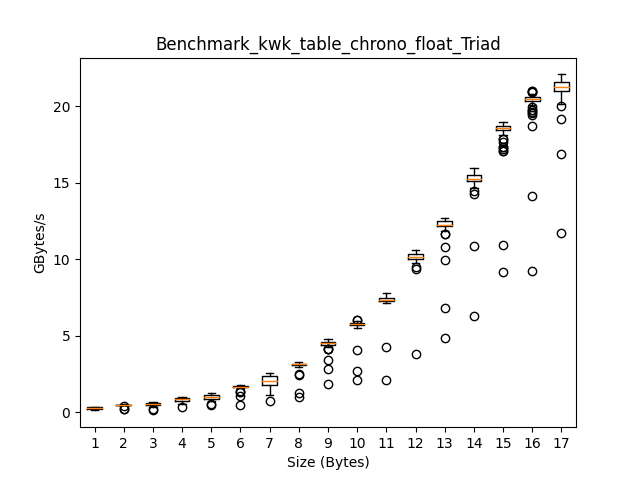 Benchmark_kwk_table_chrono_float_Triad
GBytes/s
20
15
10
5
0
1 2 3 4 5 6 7 8 9 10 11 12 13 14 15 16 17
Size (Bytes)